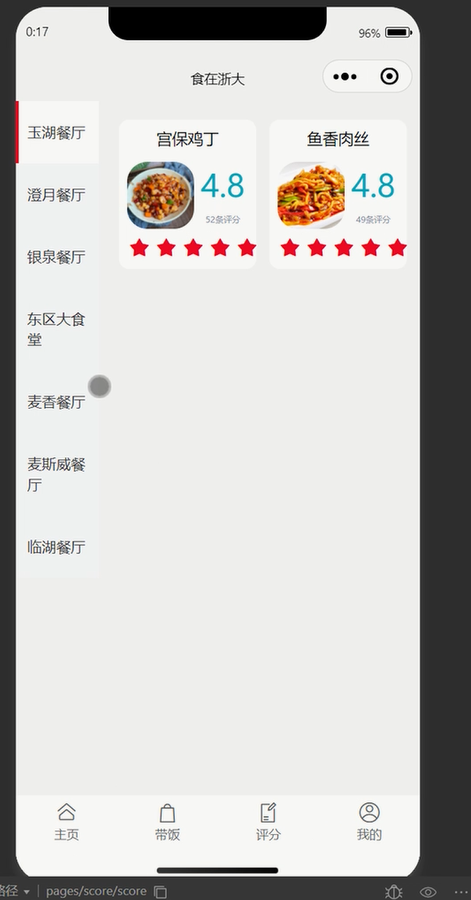 0:17
96%
食在浙大
玉湖餐厅
澄月餐厅
银泉餐厅
东区大食
堂
麦香餐厅
麦斯威餐
厅
临湖餐厅
宫保鸡丁
4.8
52条评分
鱼香肉丝
4.8
49条评分
主页
带饭
评分
我的
路径
pages/score/score